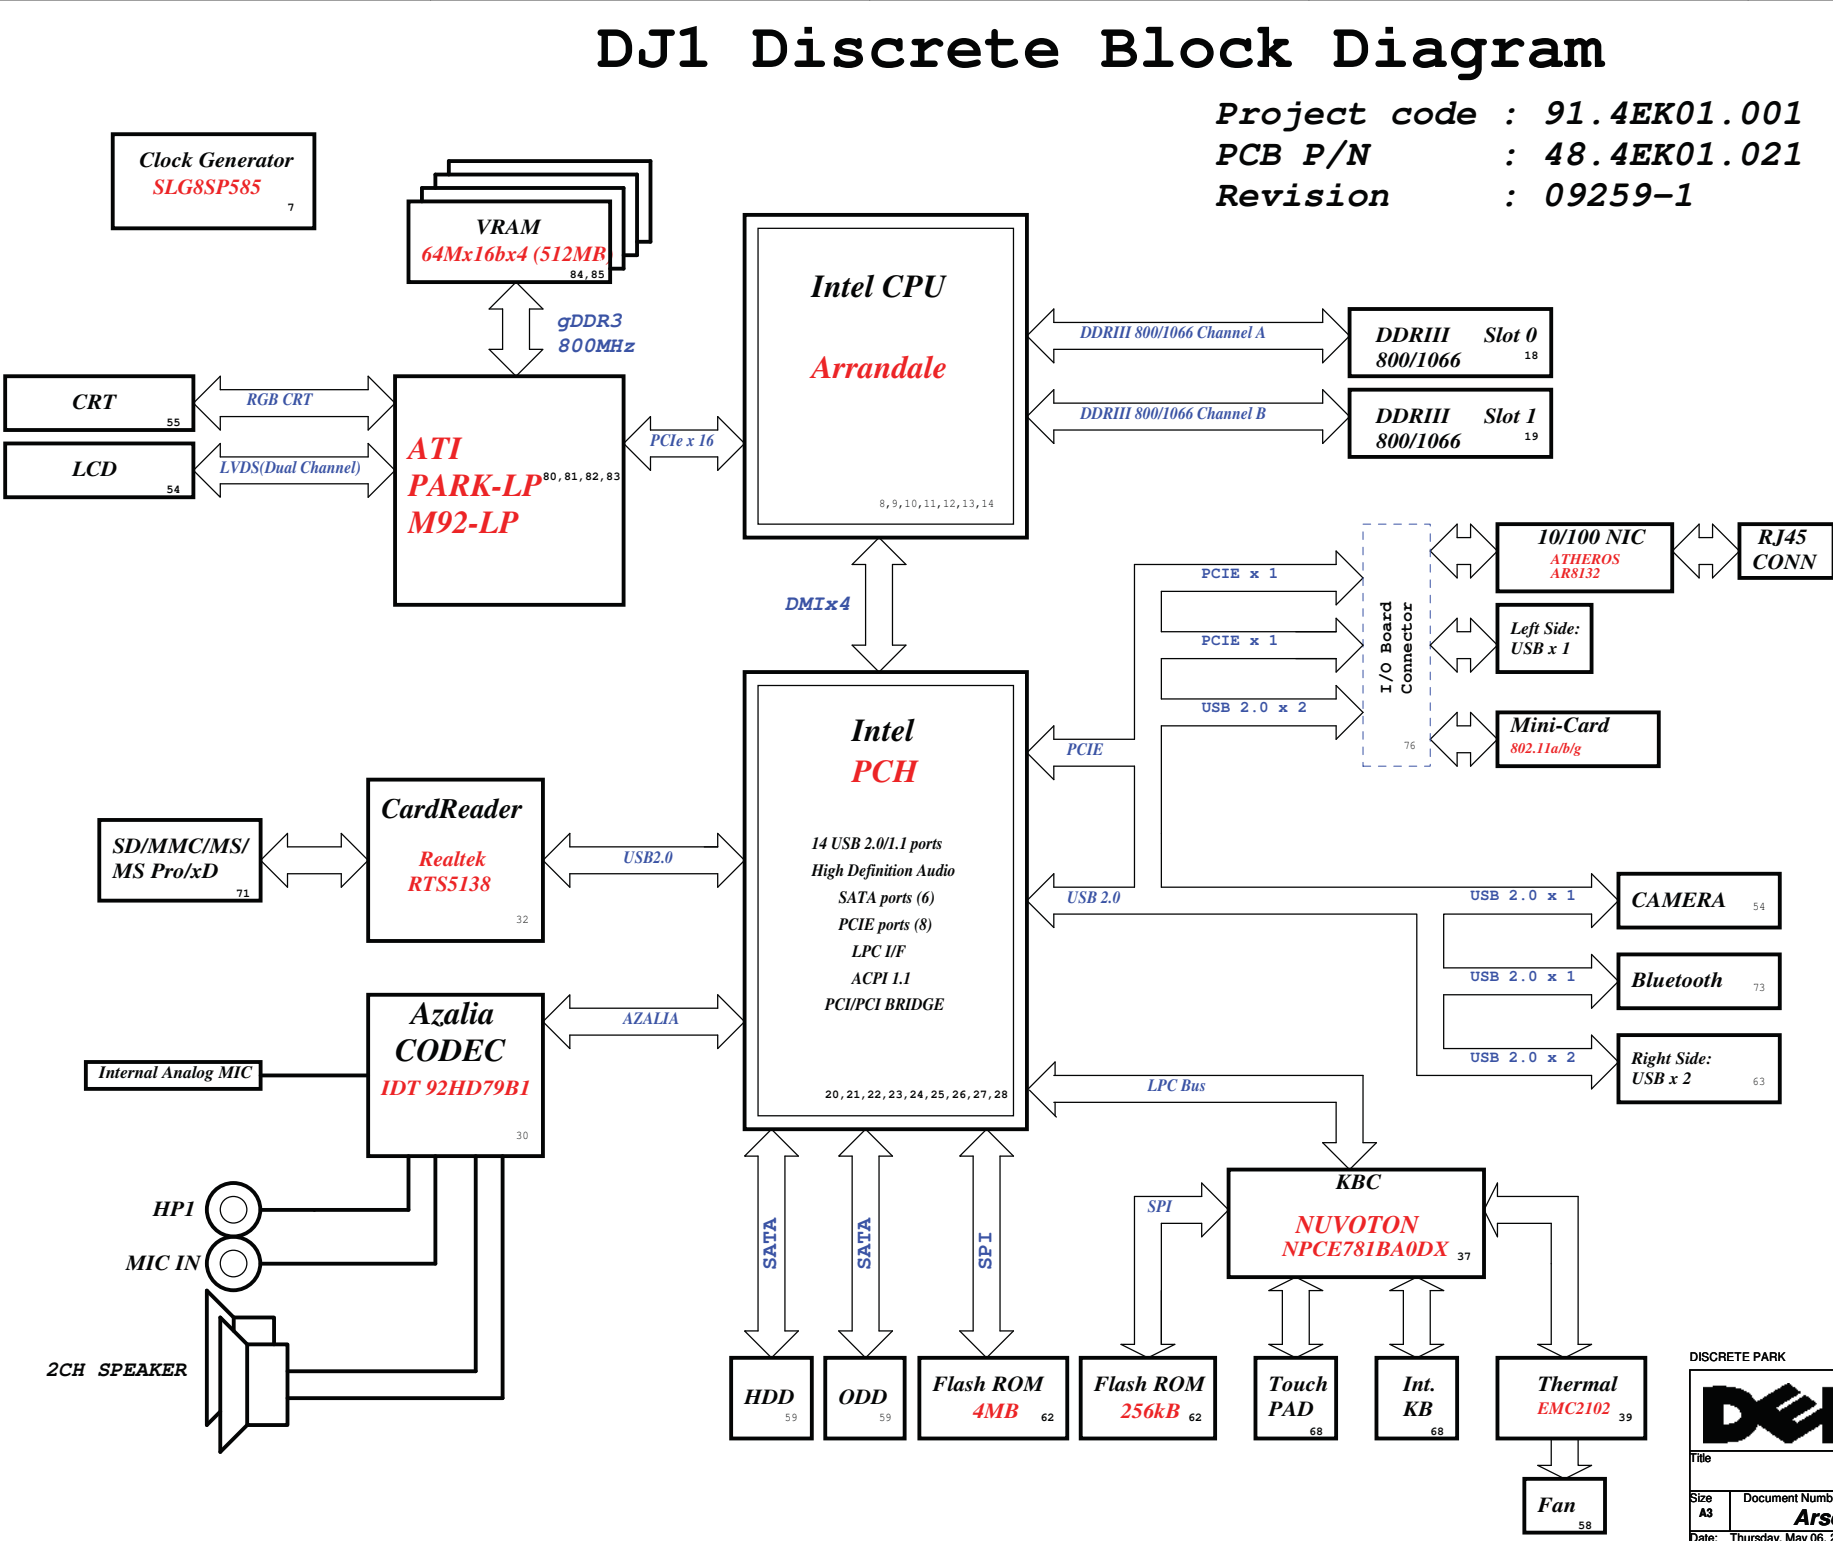 DJ1 Discrete Block Diagram
Project code : 91.4EK01.001
PCB P/N : 48.4EK01.021
Revision : 09259-1
Clock Generator
SLG8SP585
7
VRAM
64Mx16bx4 (512MB)
84,85
gDDR3
800MHz
CRT
55
RGB CRT
LCD
54
LVDS(Dual Channel)
ATI
PARK-LP
M92-LP
80,81,82,83
PCIe x 16
Intel CPU
Arrandale
8,9,10,11,12,13,14
DDRIII 800/1066 Channel A
DDRIII Slot 0
800/1066
18
DDRIII 800/1066 Channel B
DDRIII Slot 1
800/1066
19
DMIx4
PCIE x 1
PCIE x 1
USB 2.0 x 2
I/O Board
Connector
76
10/100 NIC
ATHEROS
AR8132
RJ45
CONN
Left Side:
USB x 1
Mini-Card
802.11a/b/g
Intel
PCH
14 USB 2.0/1.1 ports
High Definition Audio
SATA ports (6)
PCIE ports (8)
LPC I/F
ACPI 1.1
PCI/PCI BRIDGE
20,21,22,23,24,25,26,27,28
PCIE
USB 2.0
CardReader
Realtek
RTS5138
32
SD/MMC/MS/
MS Pro/xD
71
USB2.0
USB 2.0 x 1
CAMERA
54
USB 2.0 x 1
Bluetooth
73
USB 2.0 x 2
Right Side:
USB x 2
63
Azalia
CODEC
IDT 92HD79B1
30
AZALIA
Internal Analog MIC
HP1
MIC IN
2CH SPEAKER
LPC Bus
KBC
NUVOTON
NPCE781BA0DX
37
SPI
SATA
SATA
SPI
HDD
59
ODD
59
Flash ROM
4MB
62
Flash ROM
256kB
62
Touch
PAD
68
Int.
KB
68
Thermal
EMC2102
39
Fan
58
DISCRETE PARK
Title
Size
A3
Document Numb
Ars
Date: Thursday, May 06, 2